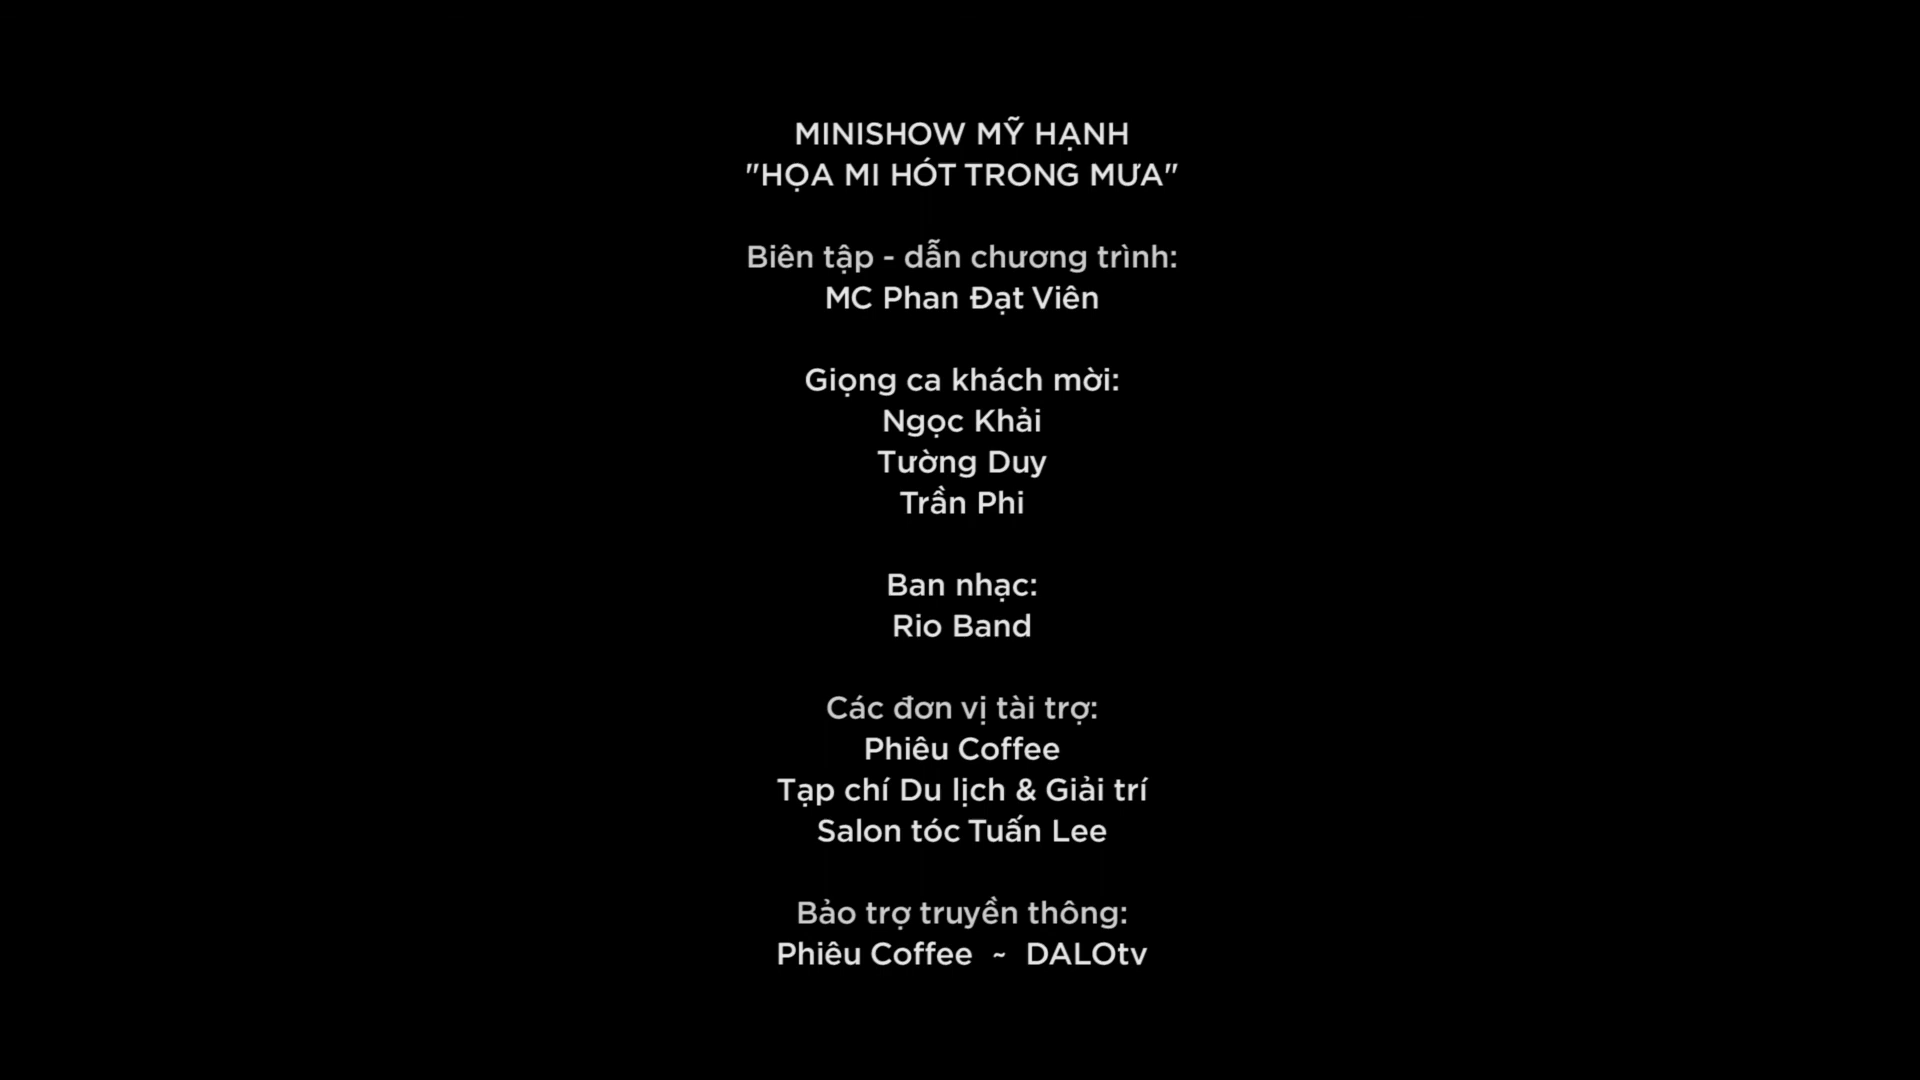 MINISHOW MỸ HẠNH
"HỌA MI HÓT TRONG MƯA"
Biên tập - dẫn chương trình:
MC Phan Đạt Viên
Giọng ca khách mời:
Ngọc Khải
Tường Duy
Trần Phi
Ban nhạc:
Rio Band
Các đơn vị tài trợ:
Phiêu Coffee
Tạp chí Du lịch & Giải trí
Salon tóc Tuấn Lee
Bảo trợ truyền thông:
Phiêu Coffee ~ DALOtv